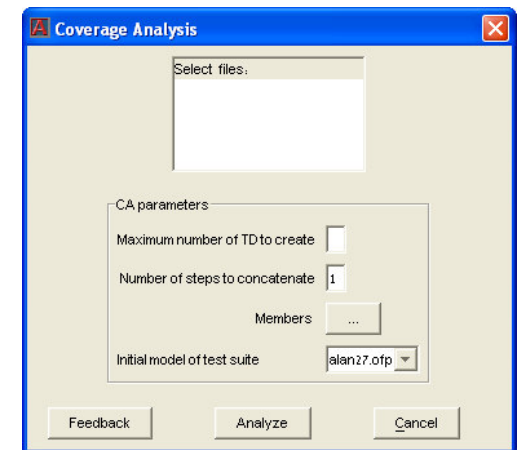 Coverage Analysis
Select files:
CA parameters
Maximum number of TD to create
Number of steps to concatenate 1
Members ...
Initial model of test suite alan27.ofp
Feedback Analyze Cancel